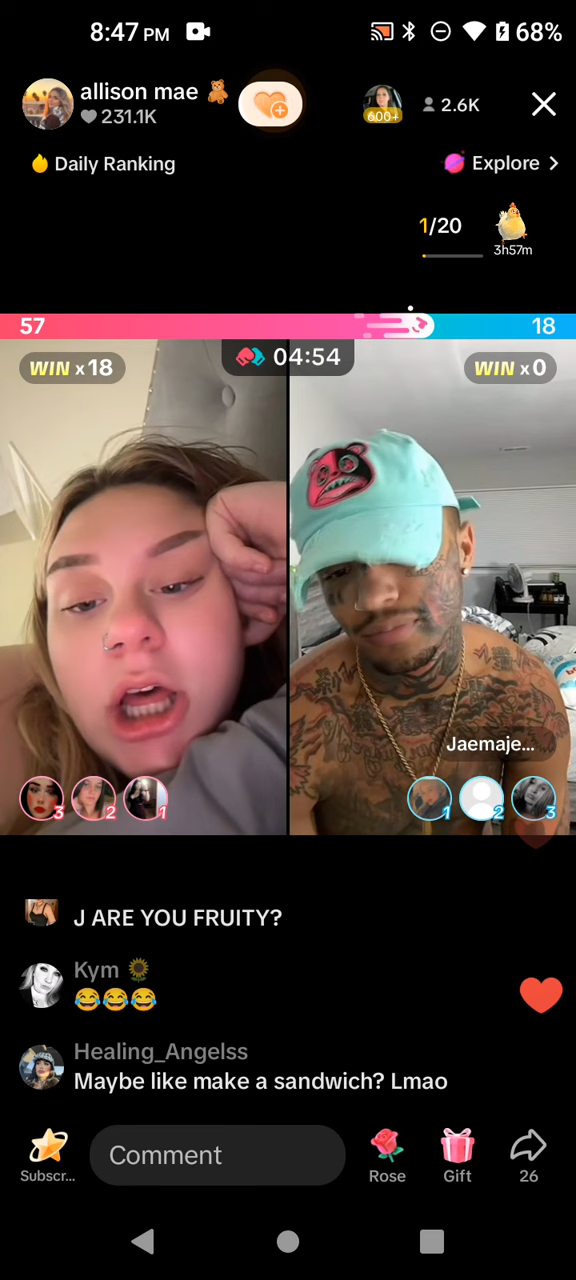 8:47 PM 68%
allison mae 🧸
231.1K
600+
2.6K
Daily Ranking
Explore >
1/20
3h57m
57 18
WIN x 18 04:54 WIN x 0
Jaemaje...
3 2 1 1 2 3
J ARE YOU FRUITY?
Kym 🌻
😂😂😂
Healing_Angelss
Maybe like make a sandwich? Lmao
Comment
Subscr... Rose Gift 26